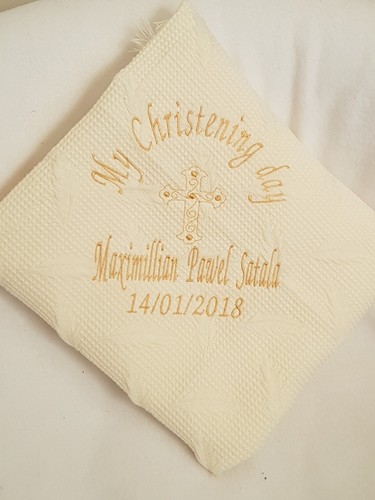 My Christening day
Maximillian Pawel Satala
14/01/2018